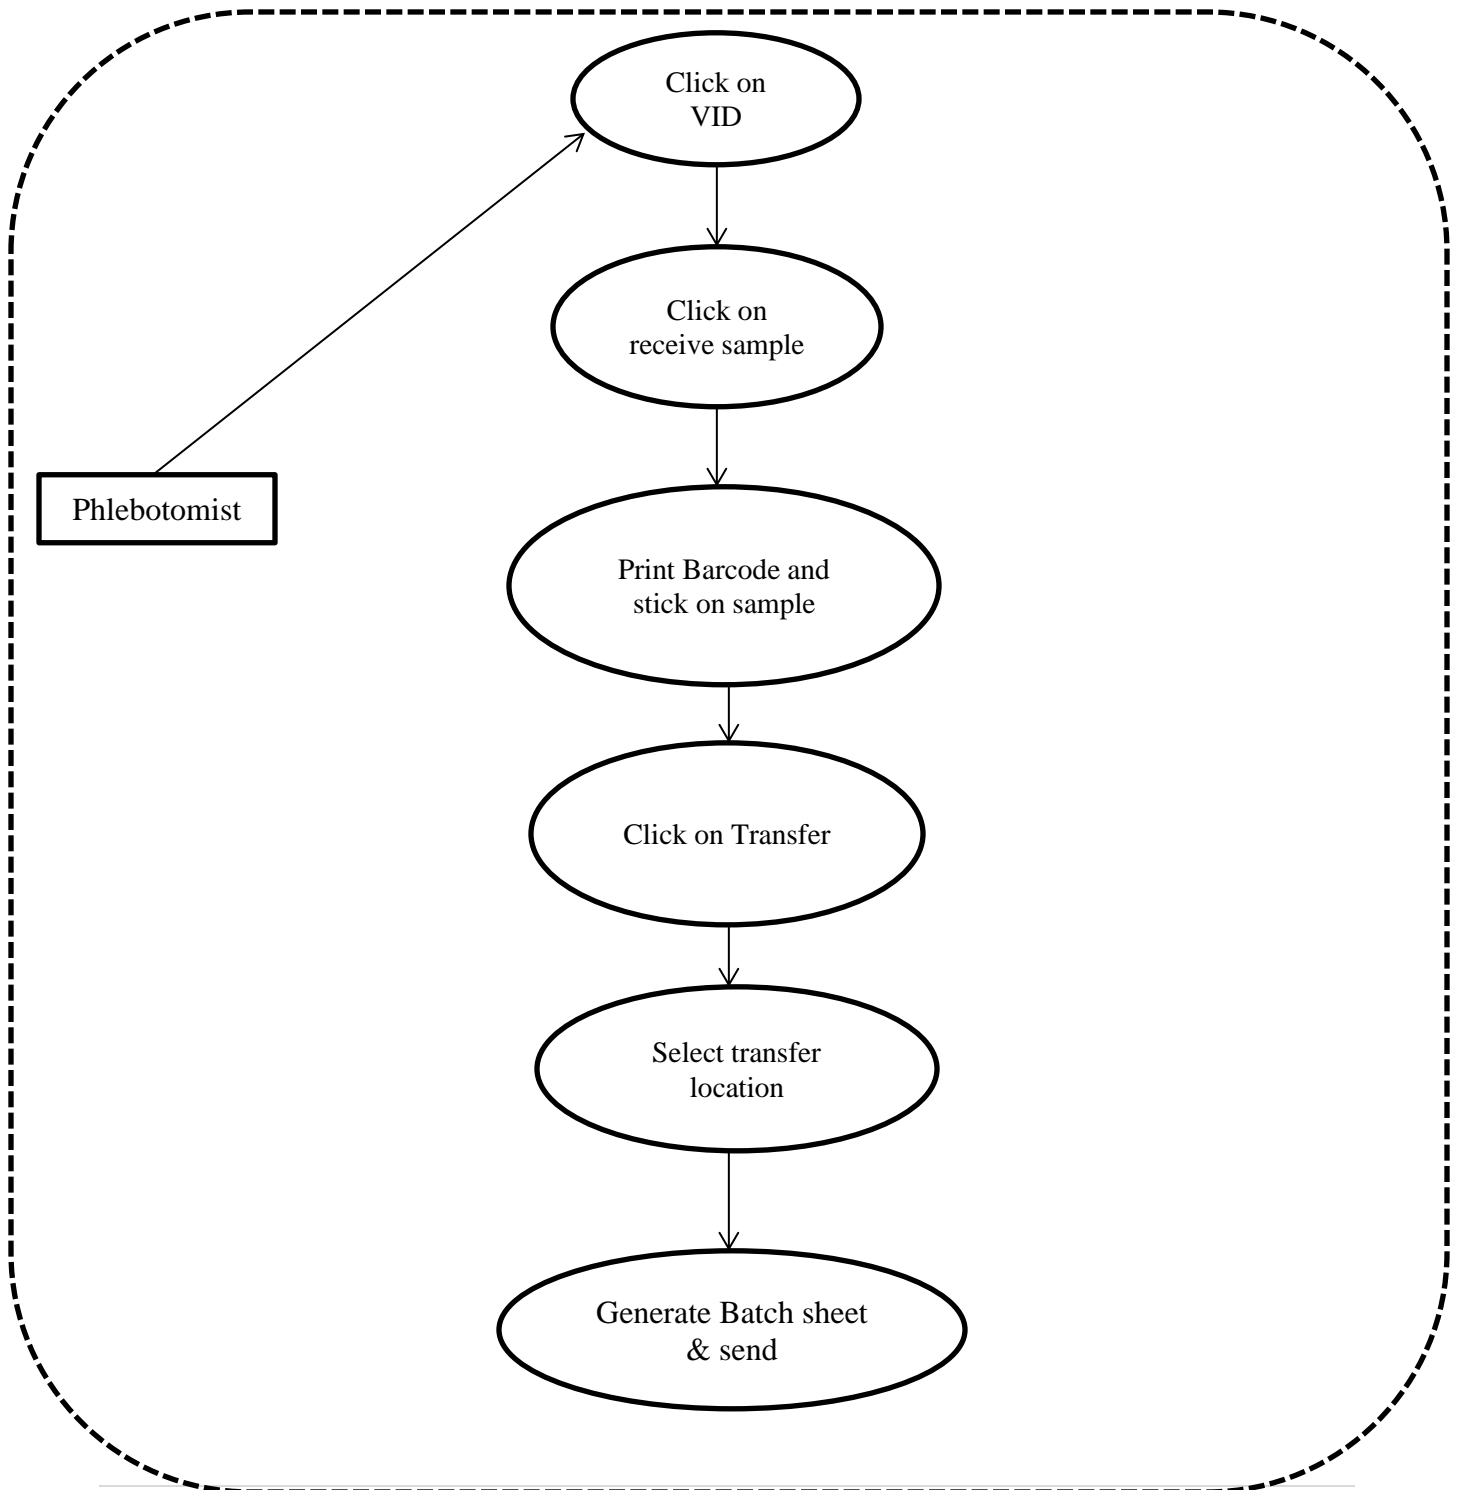 Click on
VID
Click on
receive sample
Phlebotomist
Print Barcode and
stick on sample
Click on Transfer
Select transfer
location
Generate Batch sheet
& send